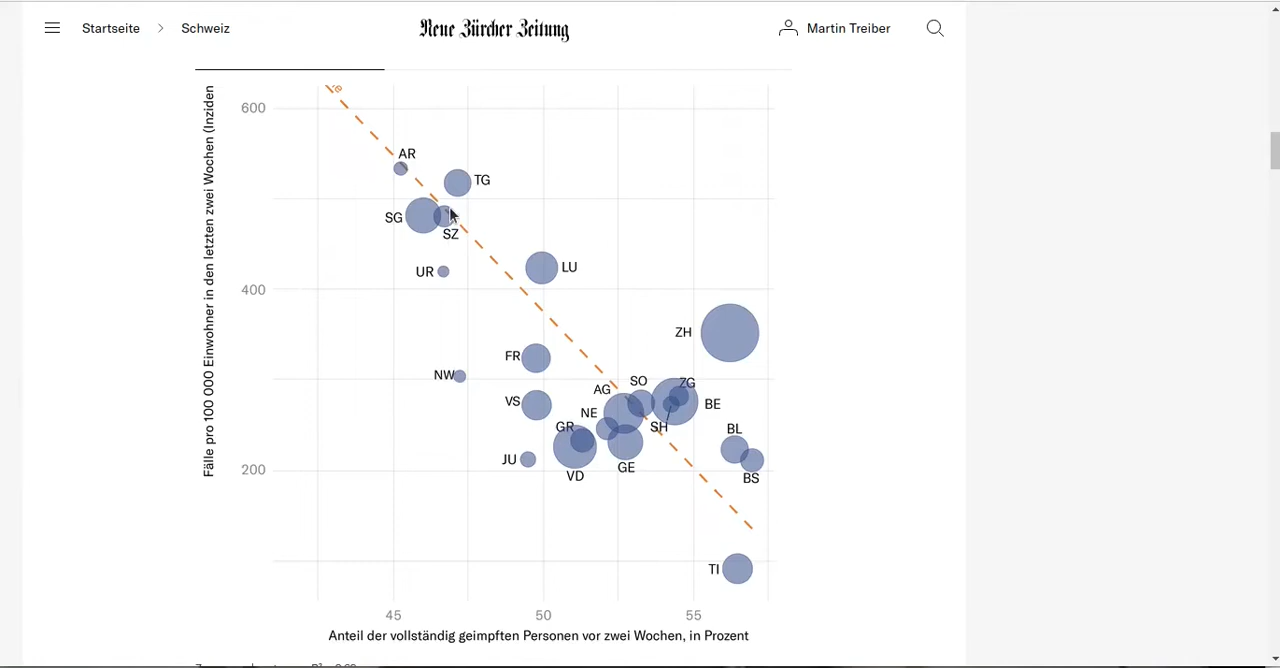 Startseite
Schweiz
Neue Zürcher Zeitung
Martin Treiber
Fälle pro 100 000 Einwohner in den letzten zwei Wochen (Inziden
600
AR
TG
SG
SZ
UR
LU
400
ZH
FR
NW
ZG
SO
AG
VS
BE
NE
GR
SH
BL
JU
GE
200
VD
BS
TI
45
50
55
Anteil der vollständig geimpften Personen vor zwei Wochen, in Prozent